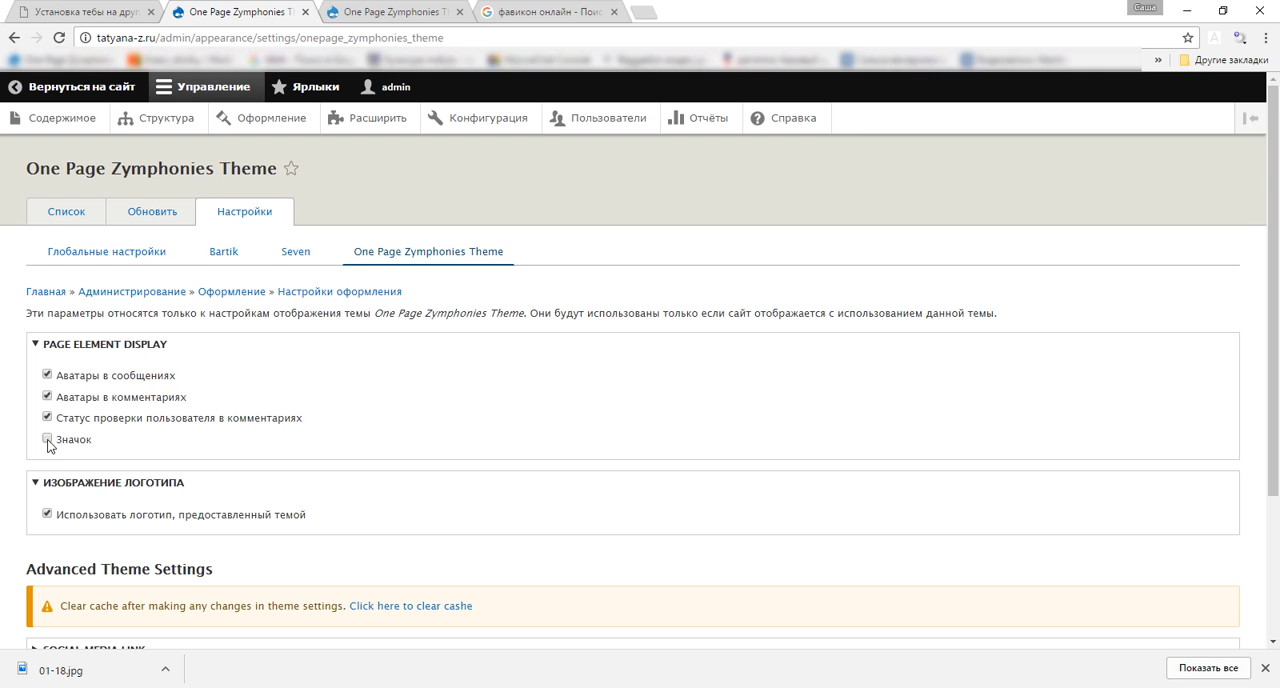 Установка тебы на друг
One Page Zymphonies T
One Page Zymphonies T
фавикон онлайн - Поис
Саша
tatyana-z.ru/admin/appearance/settings/onepage_zymphonies_theme
» Другие закладки
Вернуться на сайт Управление Ярлыки admin
Содержимое Структура Оформление Расширить Конфигурация Пользователи Отчёты Справка
One Page Zymphonies Theme
Список Обновить Настройки
Глобальные настройки Bartik Seven One Page Zymphonies Theme
Главная » Администрирование » Оформление » Настройки оформления
Эти параметры относятся только к настройкам отображения темы One Page Zymphonies Theme. Они будут использованы только если сайт отображается с использованием данной темы.
PAGE ELEMENT DISPLAY
Аватары в сообщениях
Аватары в комментариях
Статус проверки пользователя в комментариях
Значок
ИЗОБРАЖЕНИЕ ЛОГОТИПА
Использовать логотип, предоставленный темой
Advanced Theme Settings
Clear cache after making any changes in theme settings. Click here to clear cashe
SOCIAL MEDIA LINK
01-18.jpg
Показать все